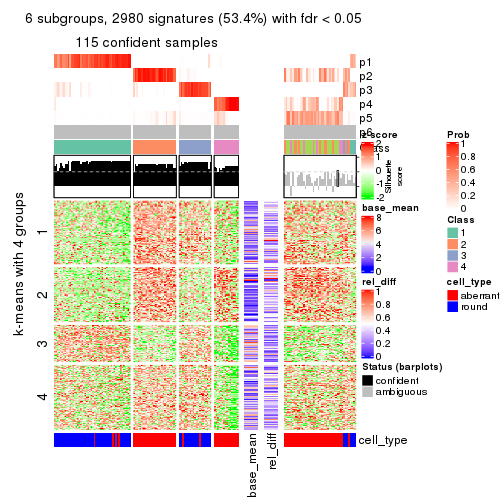 6 subgroups, 2980 signatures (53.4%) with fdr < 0.05
115 confident samples
p1
p2
p3
p4
p5
p6
Class
Silhouette
score
k-means with 4 groups
1
2
3
4
base_mean
rel_diff
cell_type
z-score
2
1
0
-1
-2
base_mean
8
6
4
2
0
rel_diff
1
0.8
0.6
0.4
0.2
0
Status (barplots)
confident
ambiguous
Prob
1
0.8
0.6
0.4
0.2
0
Class
1
2
3
4
cell_type
aberrant
round